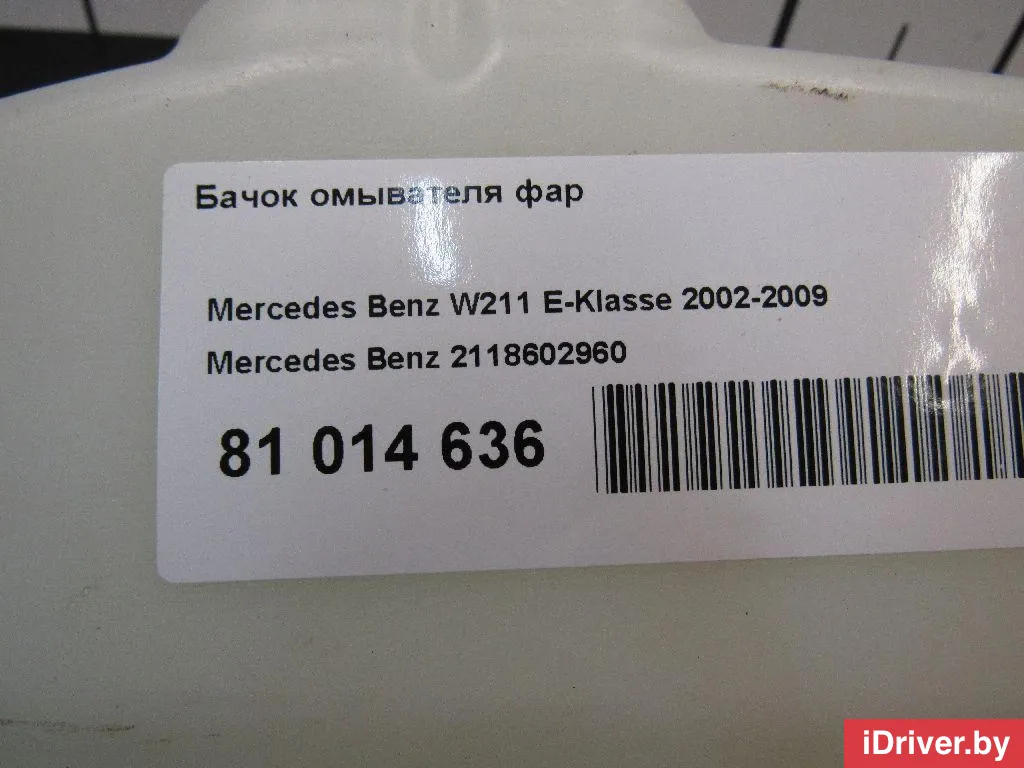 Бачок омывателя фар
Mercedes Benz W211 E-Klasse 2002-2009
Mercedes Benz 2118602960
81 014 636
iDriver.by